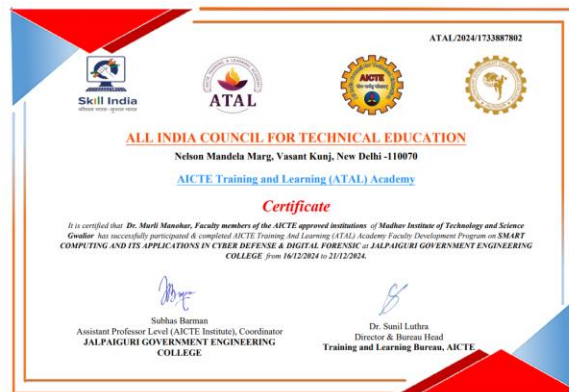 ATAL/2024/1733887802
Skill India
कौशल भारत-कुशल भारत
ATAL
AICTE
ALL INDIA COUNCIL FOR TECHNICAL EDUCATION
Nelson Mandela Marg, Vasant Kunj, New Delhi -110070
AICTE Training and Learning (ATAL) Academy
Certificate
It is certified that Dr. Murli Manohar, Faculty members of the AICTE approved institutions of Madhav Institute of Technology and Science
Gwalior has successfully participated & completed AICTE Training And Learning (ATAL) Academy Faculty Development Program on SMART
COMPUTING AND ITS APPLICATIONS IN CYBER DEFENSE & DIGITAL FORENSIC at JALPAIGURI GOVERNMENT ENGINEERING
COLLEGE from 16/12/2024 to 21/12/2024.
Subhas Barman
Assistant Professor Level (AICTE Institute), Coordinator
JALPAIGURI GOVERNMENT ENGINEERING
COLLEGE
Dr. Sunil Luthra
Director & Bureau Head
Training and Learning Bureau, AICTE